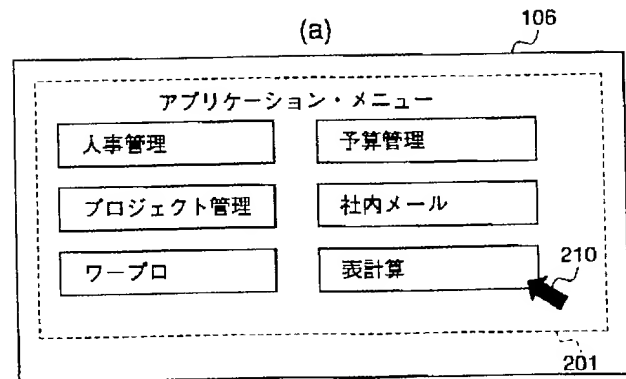 (a)
106
アプリケーション・メニュー
人事管理
予算管理
プロジェクト管理
社内メール
ワープロ
表計算
210
201